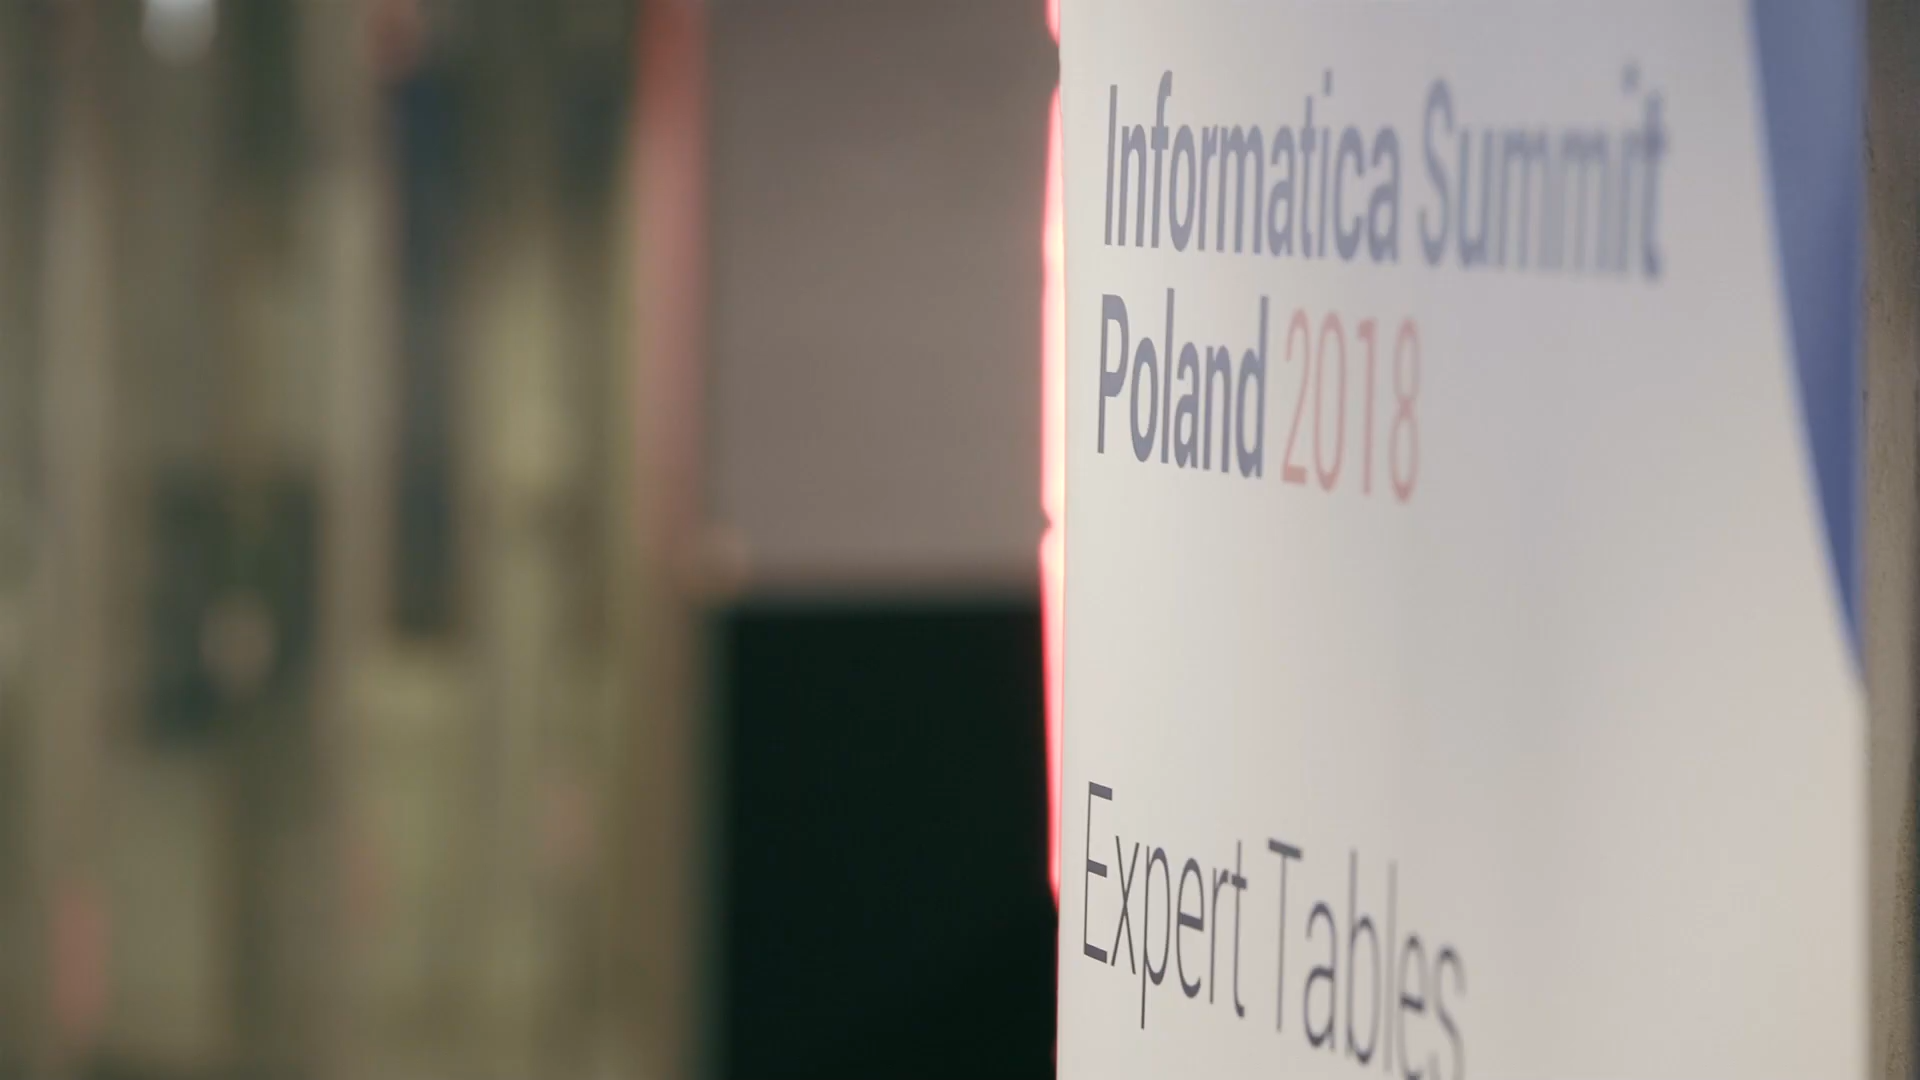 Informatica Summit
Poland 2018
Expert Tables